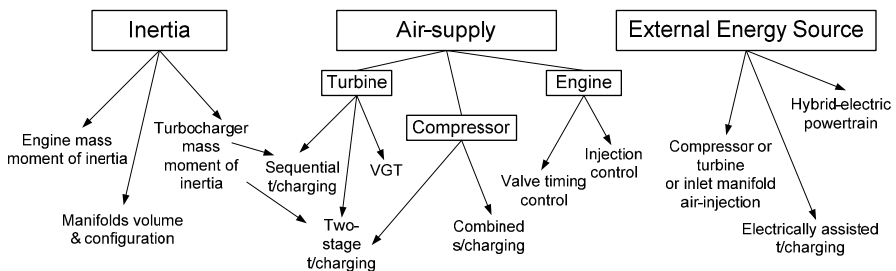 Inertia
Air-supply
External Energy Source
Turbine
Engine
Compressor
Engine mass
moment of inertia
Turbocharger
mass
moment of
inertia
Manifolds volume
& configuration
Sequential
t/charging
VGT
Two-
stage
t/charging
Combined
s/charging
Valve timing
control
Injection
control
Compressor or
turbine
or inlet manifold
air-injection
Hybrid-electric
powertrain
Electrically assisted
t/charging